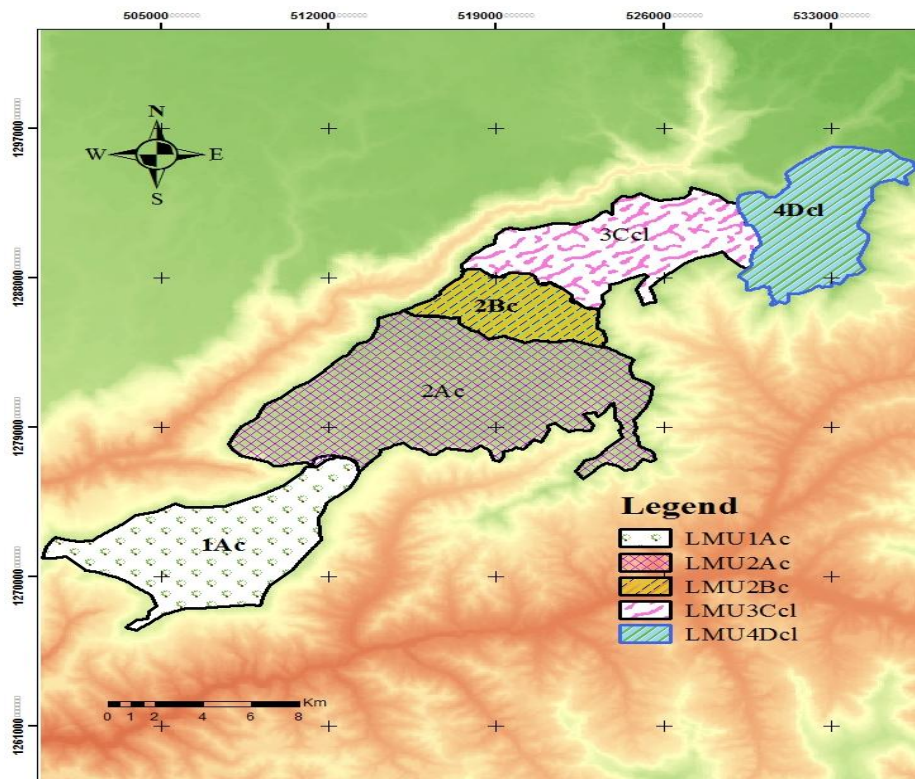 505000 512000 519000 526000 533000
1297000
N
W E
S
4Dcl
3Ccl
1288000
2Bc
2Ac
1279000
Legend
LMU1Ac
1Ac
LMU2Ac
1270000
LMU2Bc
LMU3Ccl
LMU4Dcl
Km
0 1 2 4 6 8
1261000